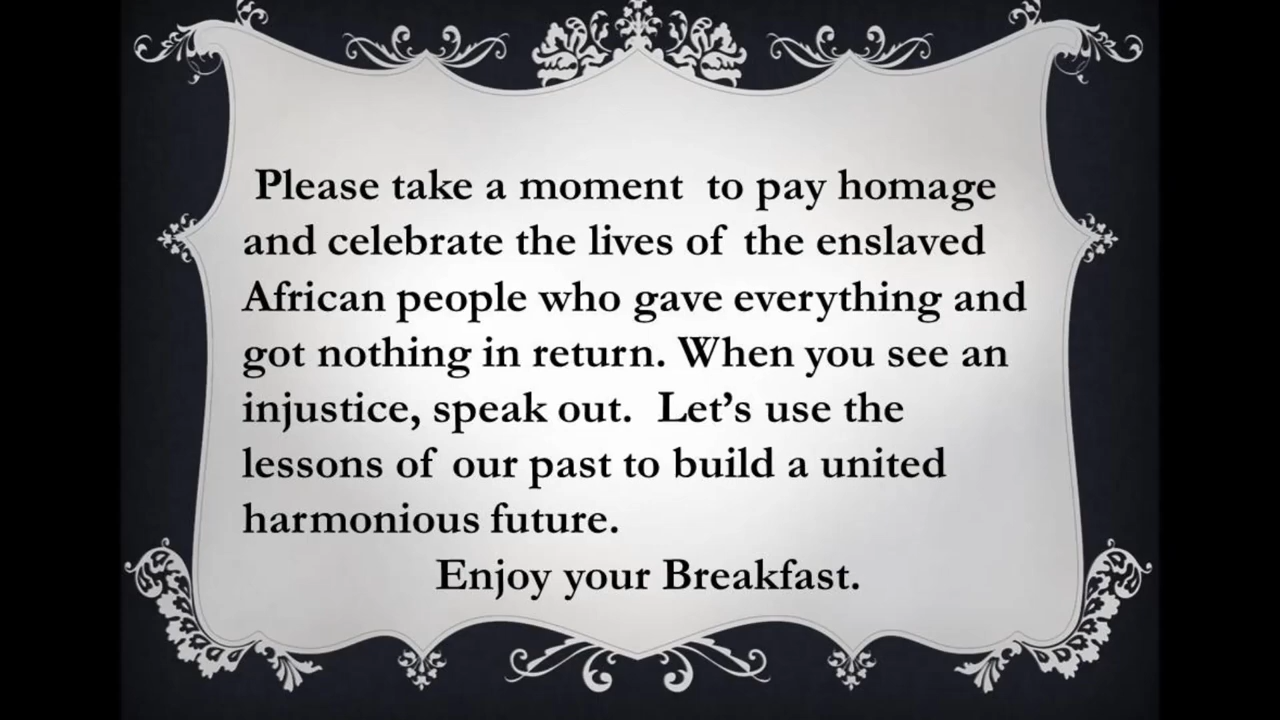 Please take a moment to pay homage
and celebrate the lives of the enslaved
African people who gave everything and
got nothing in return. When you see an
injustice, speak out. Let’s use the
lessons of our past to build a united
harmonious future.
Enjoy your Breakfast.